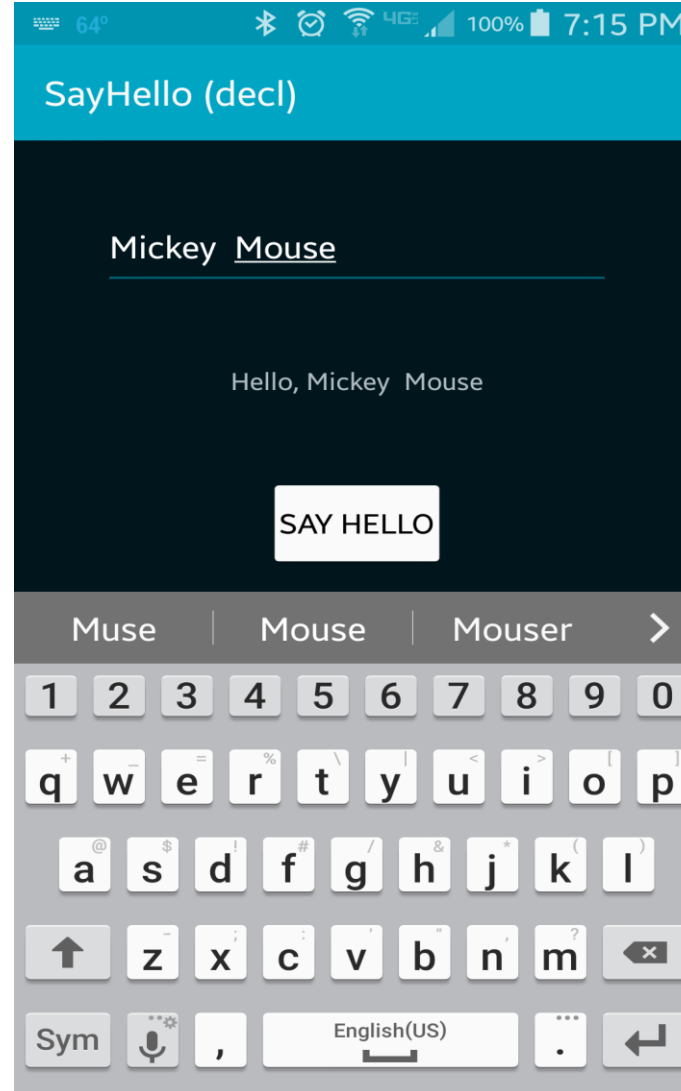 64° 4G 100% 7:15 PM
SayHello (decl)
Mickey  Mouse
Hello, Mickey  Mouse
SAY HELLO
Muse Mouse Mouser >
1 2 3 4 5 6 7 8 9 0
+ _ = % \ | < > [ ]
q w e r t y u i o p
@ $ ! # / & * ( )
a s d f g h j k l
- ; : ' " , ?
z x c v b n m
Sym , English(US) .